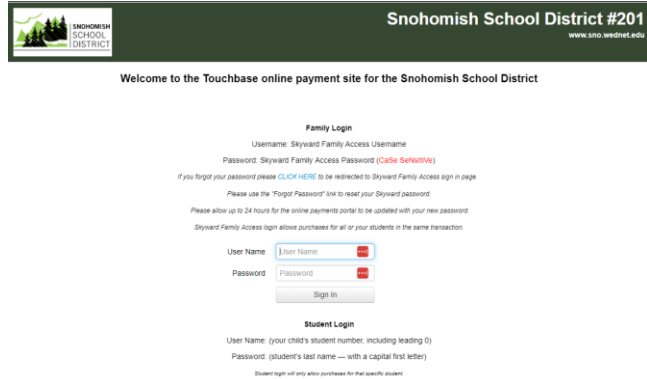 SNOHOMISH
SCHOOL
DISTRICT
Snohomish School District #201
www.sno.wednet.edu
Welcome to the Touchbase online payment site for the Snohomish School District
Family Login
Username: Skyward Family Access Username
Password: Skyward Family Access Password (CaSe SeNsitiVe)
If you forgot your password please CLICK HERE to be redirected to Skyward Family Access sign in page.
Please use the "Forgot Password" link to reset your Skyward password.
Please allow up to 24 hours for the online payments portal to be updated with your new password.
Skyward Family Access login allows purchases for all or your students in the same transaction.
User Name User Name
Password Password
Sign In
Student Login
User Name: (your child's student number, including leading 0)
Password: (student's last name — with a capital first letter)
Student login will only allow purchases for that specific student